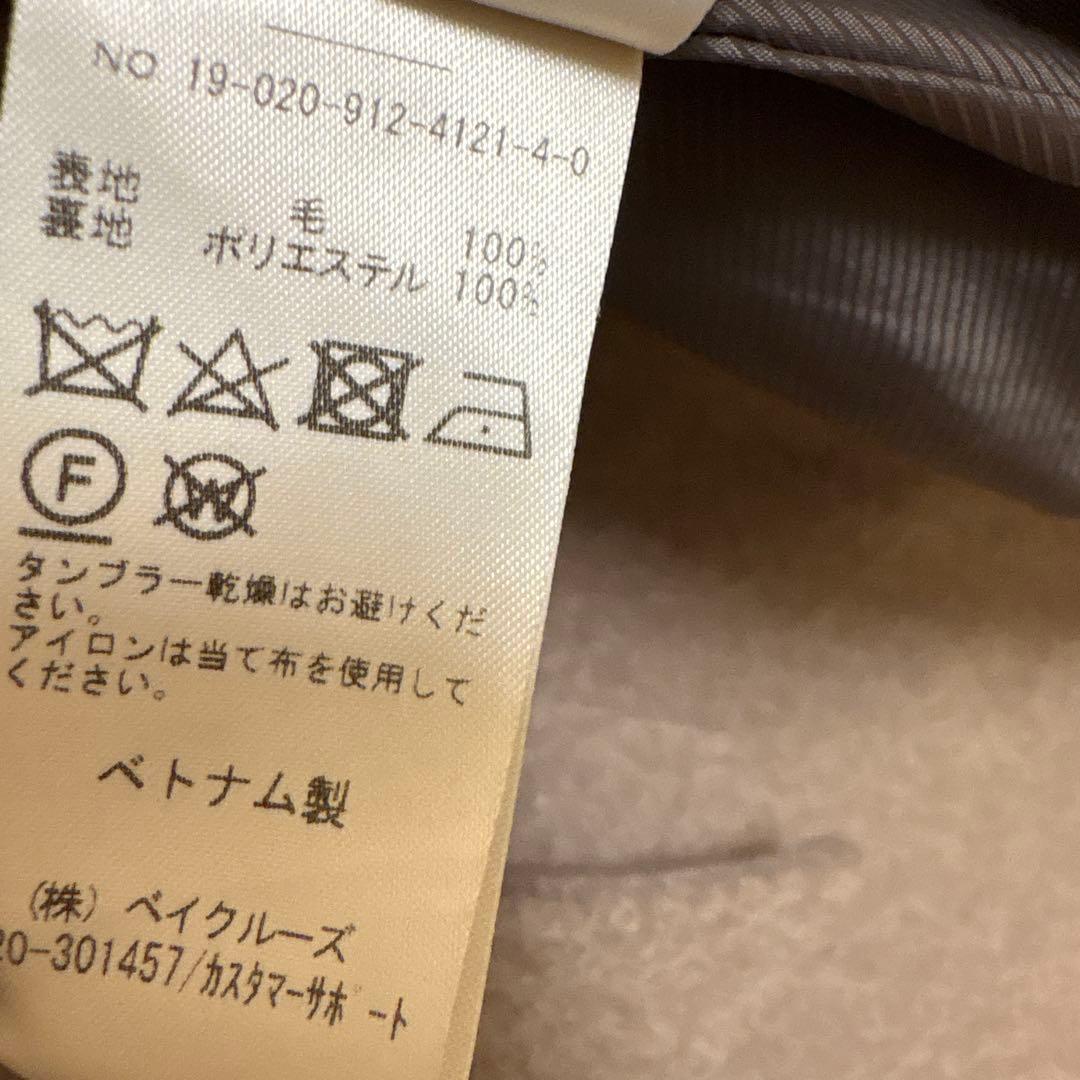 NO 19-020-912-4121-4-0
表地 毛 100%
裏地 ポリエステル 100%
F
W
タンブラー乾燥はお避けくだ
さい。
アイロンは当て布を使用して
ください。
ベトナム製
(株) ベイクルーズ
20-301457/カスタマーサポート